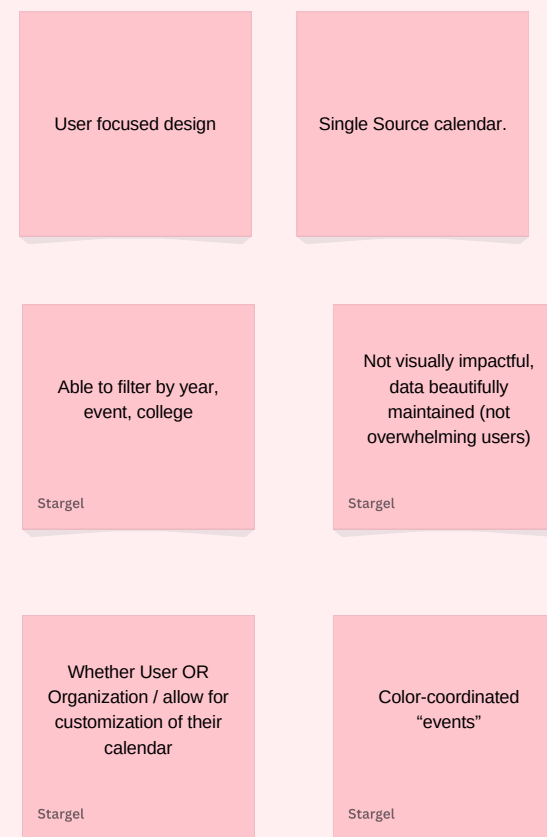 User focused design
Single Source calendar.
Able to filter by year,
event, college
Stargel
Not visually impactful,
data beautifully
maintained (not
overwhelming users)
Stargel
Whether User OR
Organization / allow for
customization of their
calendar
Stargel
Color-coordinated
“events”
Stargel